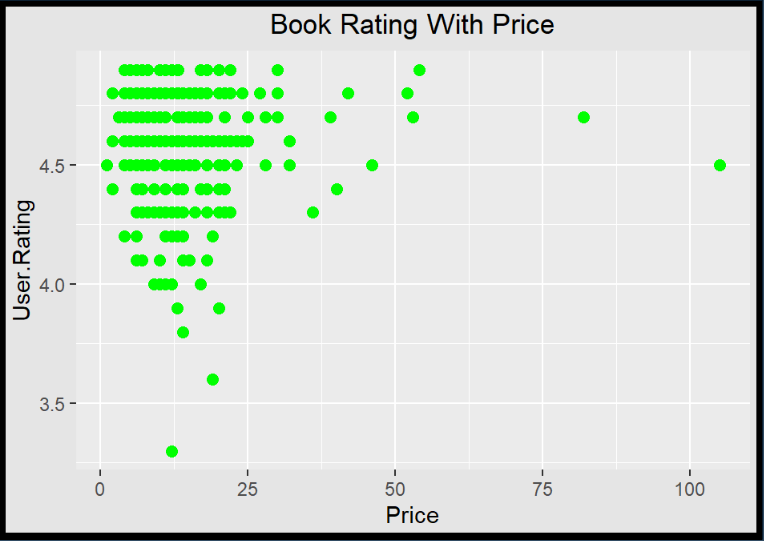 Book Rating With Price
User.Rating
4.5
4.0
3.5
0 25 50 75 100
Price